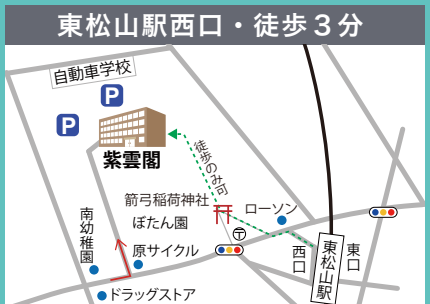 東松山駅西口・徒歩3分
自動車学校
P
P
紫雲閣
徒歩のみ可
箭弓稲荷神社
ぼたん園
ローソン
〒
南幼稚園
原サイクル
ドラッグストア
西口
東松山駅
東口